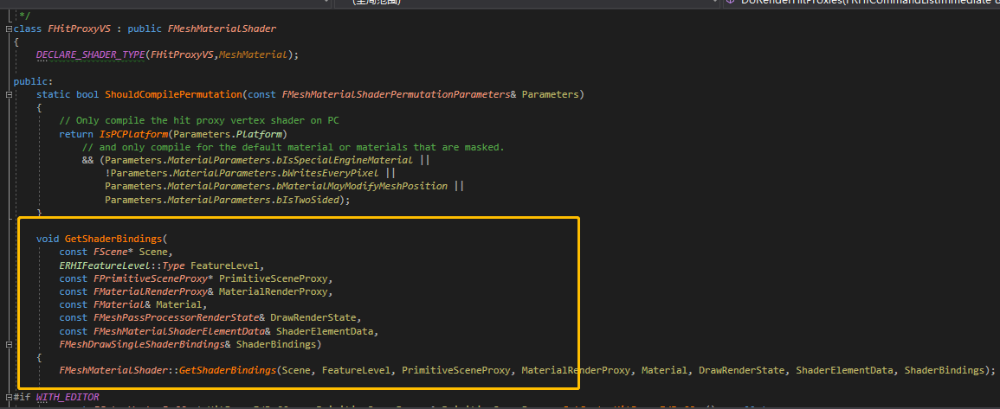 (全局范围)
DoRenderHitProxies(FRHICommandListImmediate
*/
class FHitProxyVS : public FMeshMaterialShader
{
DECLARE_SHADER_TYPE(FHitProxyVS,MeshMaterial);
public:
static bool ShouldCompilePermutation(const FMeshMaterialShaderPermutationParameters& Parameters)
{
// Only compile the hit proxy vertex shader on PC
return IsPCPlatform(Parameters.Platform)
// and only compile for the default material or materials that are masked.
&& (Parameters.MaterialParameters.bIsSpecialEngineMaterial ||
!Parameters.MaterialParameters.bWritesEveryPixel ||
Parameters.MaterialParameters.bMaterialMayModifyMeshPosition ||
Parameters.MaterialParameters.bIsTwoSided);
}
void GetShaderBindings(
const FScene* Scene,
ERHIFeatureLevel::Type FeatureLevel,
const FPrimitiveSceneProxy* PrimitiveSceneProxy,
const FMaterialRenderProxy& MaterialRenderProxy,
const FMaterial& Material,
const FMeshPassProcessorRenderState& DrawRenderState,
const FMeshMaterialShaderElementData& ShaderElementData,
FMeshDrawSingleShaderBindings& ShaderBindings)
{
FMeshMaterialShader::GetShaderBindings(Scene, FeatureLevel, PrimitiveSceneProxy, MaterialRenderProxy, Material, DrawRenderState, ShaderElementData, ShaderBindings);
#if WITH_EDITOR